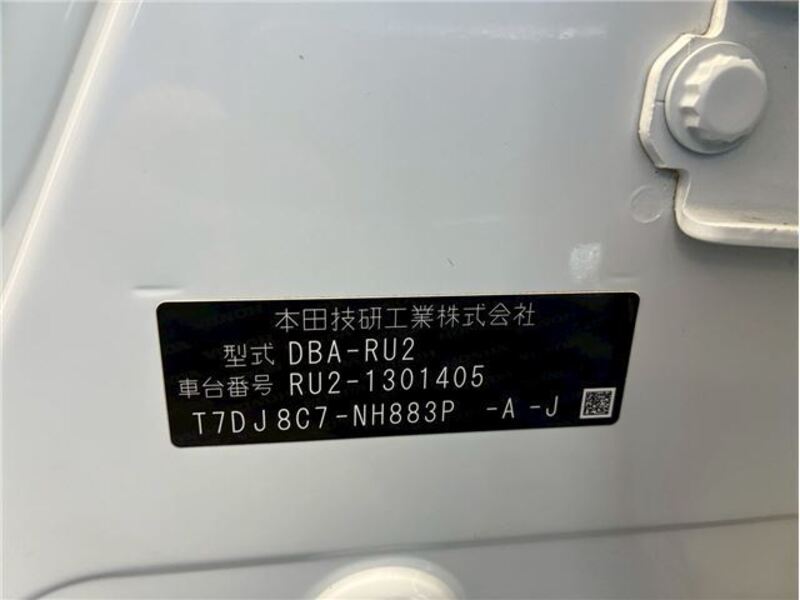 本田技研工業株式会社
型式 DBA-RU2
車台番号 RU2-1301405
T7DJ8C7-NH883P -A -J